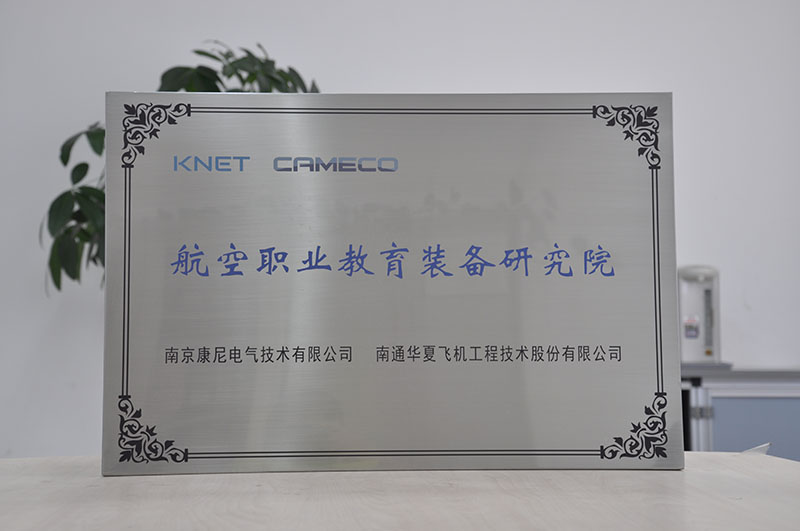 KNET CAMECO
航空职业教育装备研究院
南京康尼电气技术有限公司 南通华夏飞机工程技术股份有限公司